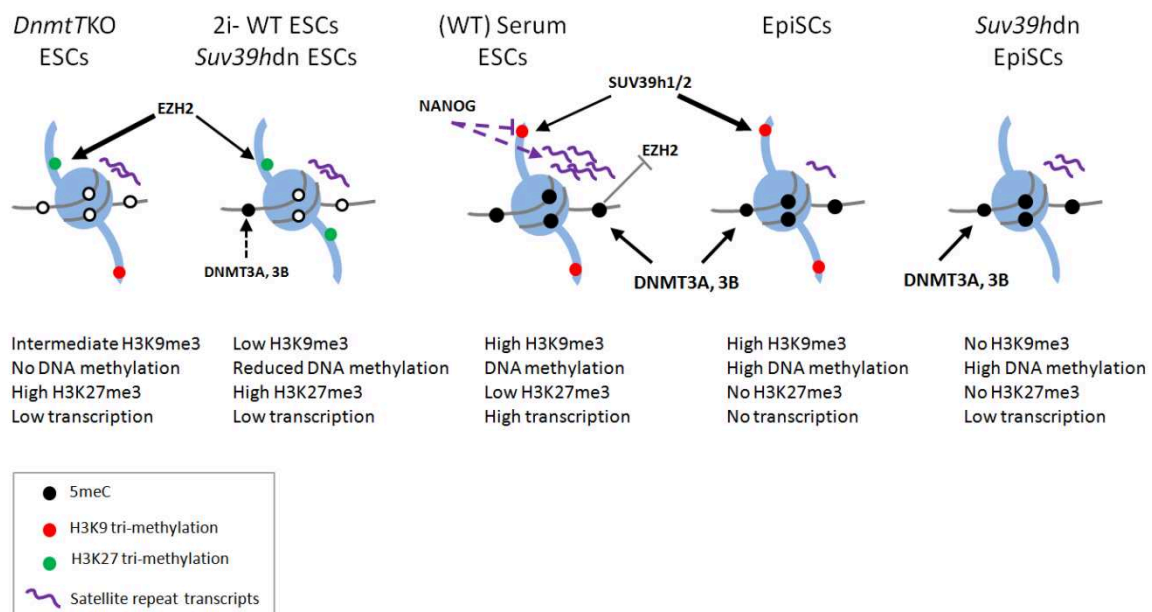 DnmtTKO
ESCs
2i- WT ESCs
Suv39hdn ESCs
(WT) Serum
ESCs
EpiSCs
Suv39hdn
EpiSCs
EZH2
DNMT3A, 3B
NANOG
SUV39h1/2
EZH2
DNMT3A, 3B
DNMT3A, 3B
Intermediate H3K9me3
No DNA methylation
High H3K27me3
Low transcription
Low H3K9me3
Reduced DNA methylation
High H3K27me3
Low transcription
High H3K9me3
DNA methylation
Low H3K27me3
High transcription
High H3K9me3
High DNA methylation
No H3K27me3
No transcription
No H3K9me3
High DNA methylation
No H3K27me3
Low transcription
5meC
H3K9 tri-methylation
H3K27 tri-methylation
Satellite repeat transcripts